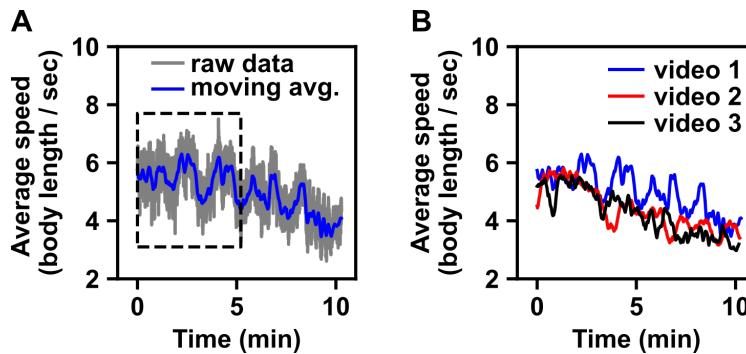 A
10
8
6
4
2
0
5
10
Average speed
(body length / sec)
Time (min)
raw data
moving avg.
B
10
8
6
4
2
0
5
10
Average speed
(body length / sec)
Time (min)
video 1
video 2
video 3